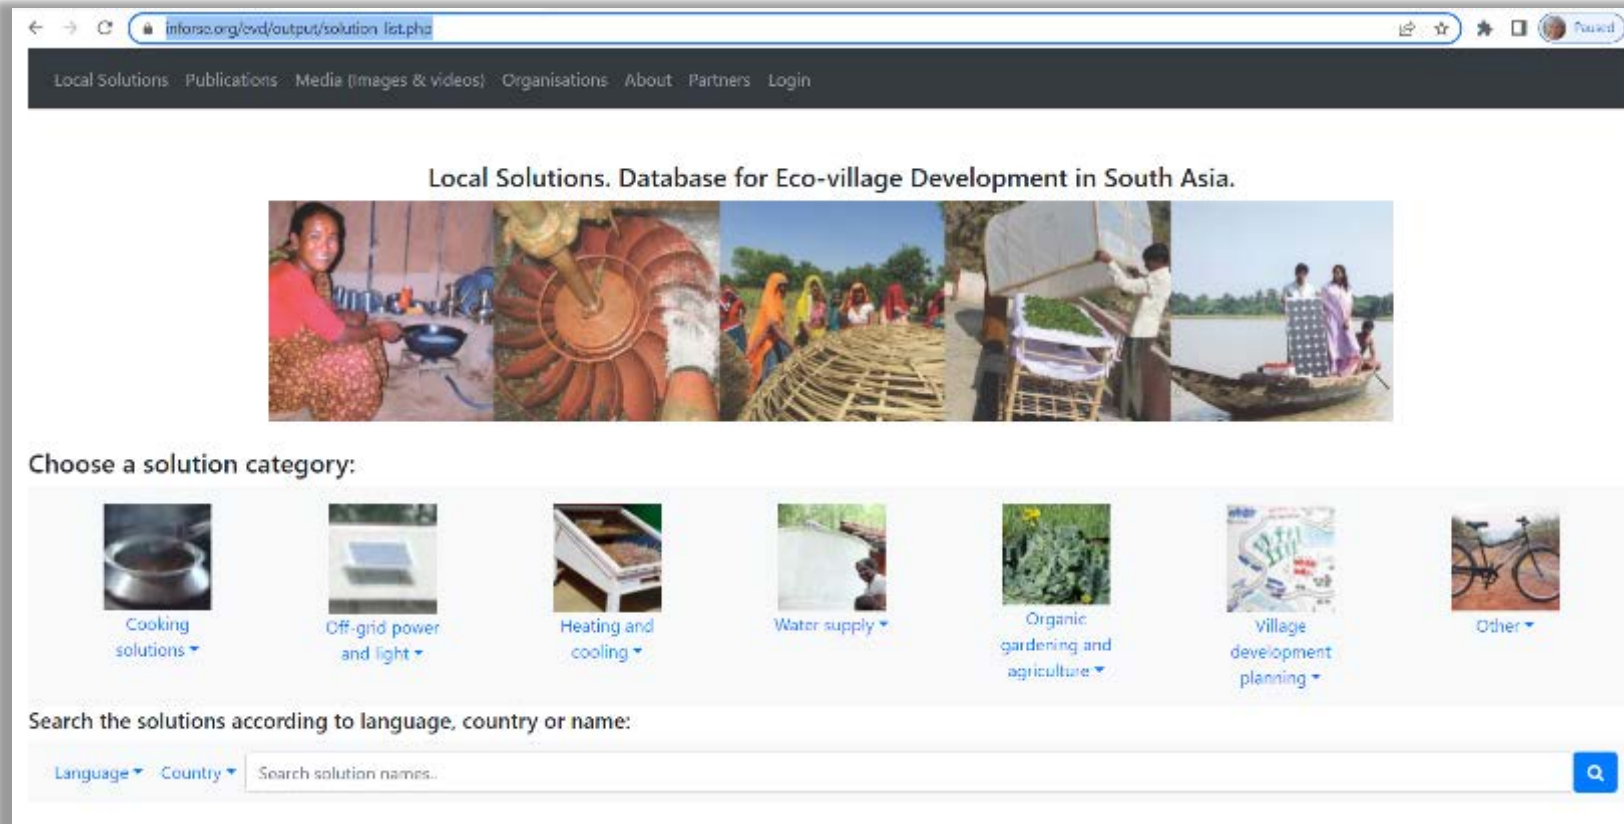 inforse.org/evd/output/solution_list.php
Paused
Local Solutions Publications Media (Images & videos) Organisations About Partners Login
Local Solutions. Database for Eco-village Development in South Asia.
Choose a solution category:
Cooking
solutions
Off-grid power
and light
Heating and
cooling
Water supply
Organic
gardening and
agriculture
Village
development
planning
Other
Search the solutions according to language, country or name:
Language Country Search solution names..